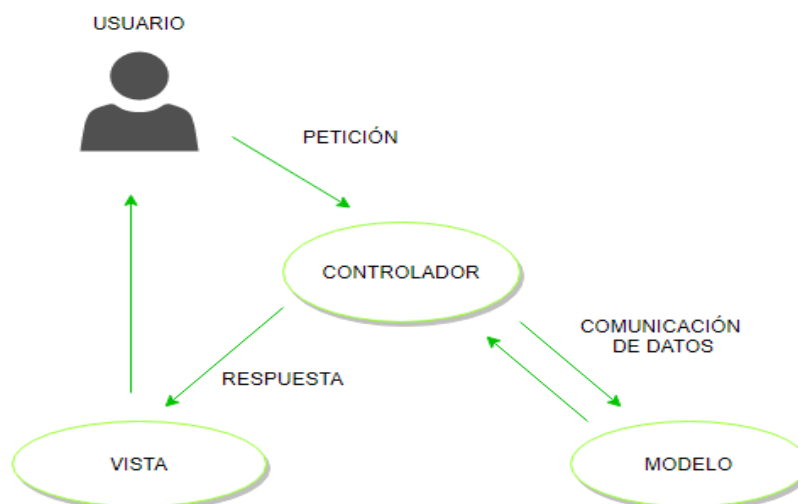 USUARIO
PETICIÓN
CONTROLADOR
COMUNICACIÓN
DE DATOS
RESPUESTA
VISTA
MODELO